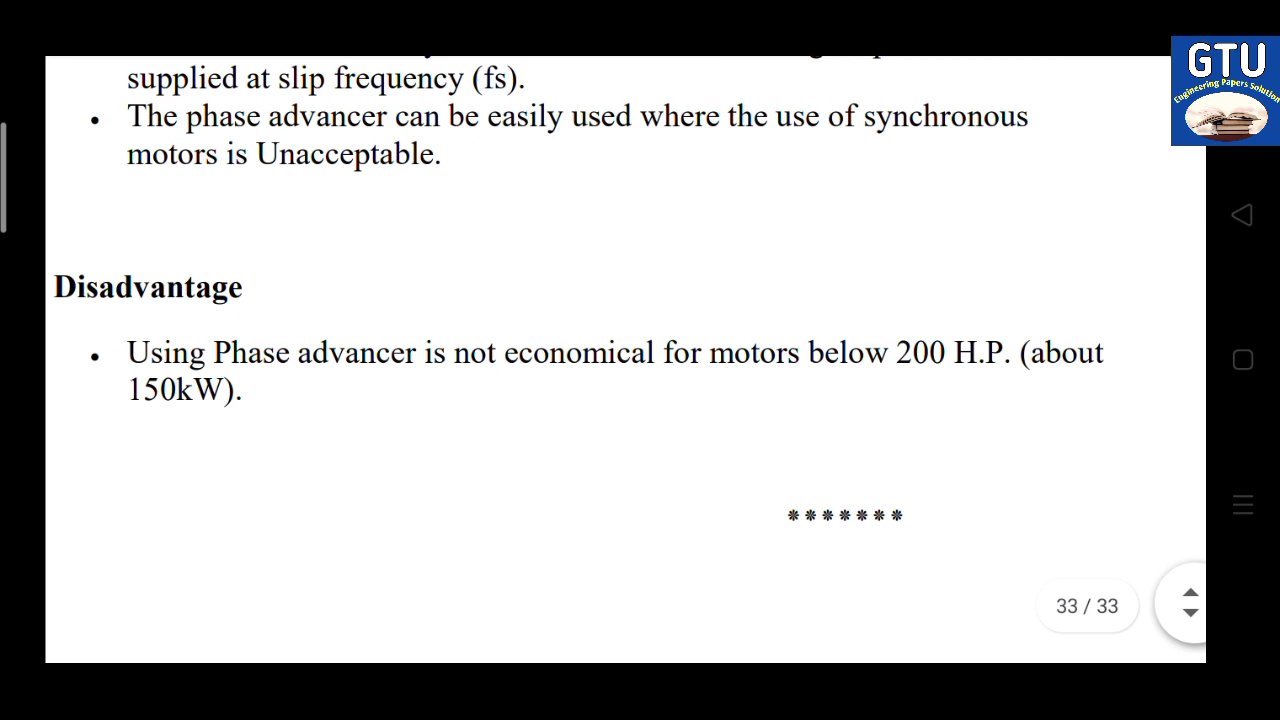 supplied at slip frequency (fs).
• The phase advancer can be easily used where the use of synchronous
motors is Unacceptable.
Disadvantage
• Using Phase advancer is not economical for motors below 200 H.P. (about
150kW).
*******
33 / 33
GTU
Engineering Papers Solution